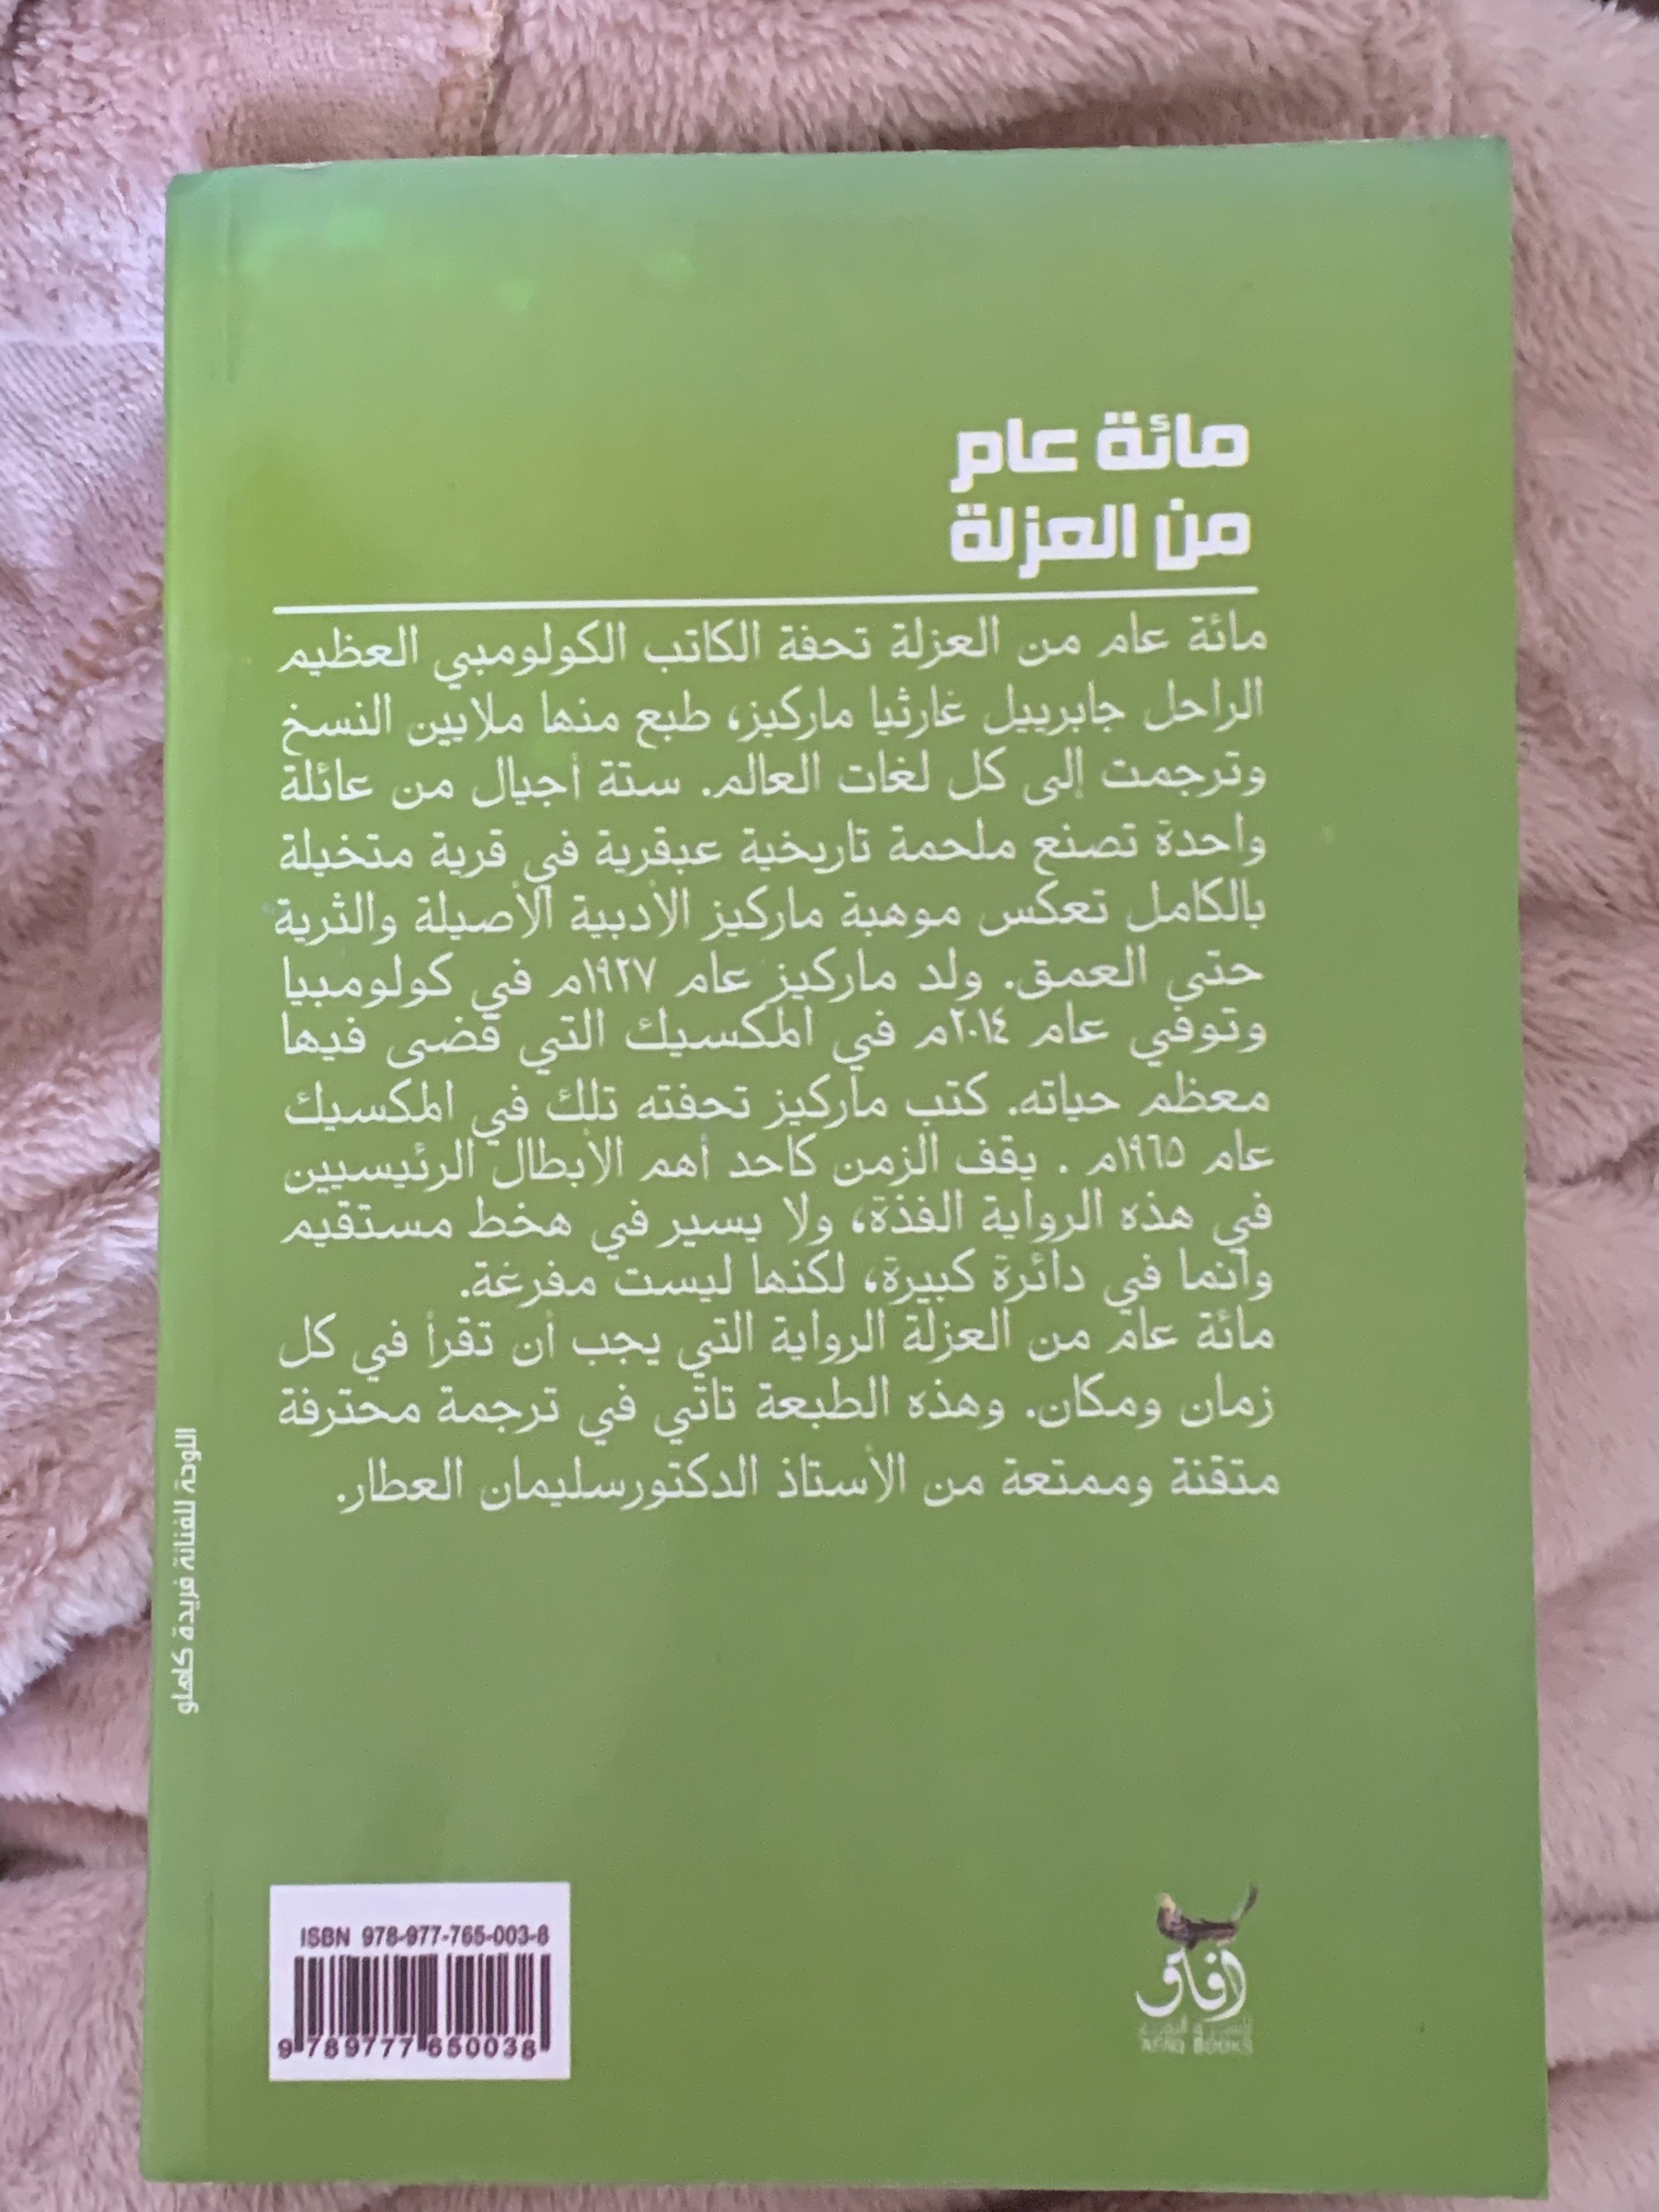 مائة عام
من العزلة
مائة عام من العزلة تحفة الكاتب الكولومبي العظيم
الراحل جابرييل غارثيا ماركيز، طبع منها ملايين النسخ
وترجمت إلى كل لغات العالم. ستة أجيال من عائلة
واحدة تصنع ملحمة تاريخية عبقرية في قرية متخيلة
بالكامل تعكس موهبة ماركيز الأدبية الأصيلة والثرية
حتى العمق. ولد ماركيز عام ١٩٢٧م في كولومبيا
وتوفي عام ٢٠١٤م في المكسيك التي قضى فيها
معظم حياته. كتب ماركيز تحفته تلك في المكسيك
عام ١٩٦٥م . يقف الزمن كاحد أهم الأبطال الرئيسيين
في هذه الرواية الفذة، ولا يسير في هخط مستقيم
وآنما في دائرة كبيرة، لكنها ليست مفرغة.
مائة عام من العزلة الرواية التي يجب أن تقرأ في كل
زمان ومكان. وهذه الطبعة تاتي في ترجمة محترفة
متقنة وممتعة من الأستاذ الدكتورسليمان العطار.
اللوحة للفنانة فريدة كاهلو
ISBN 978-977-765-003-8
9 789777 650038
آفاق
للنشر و التوزيع
AFAQ BOOKS